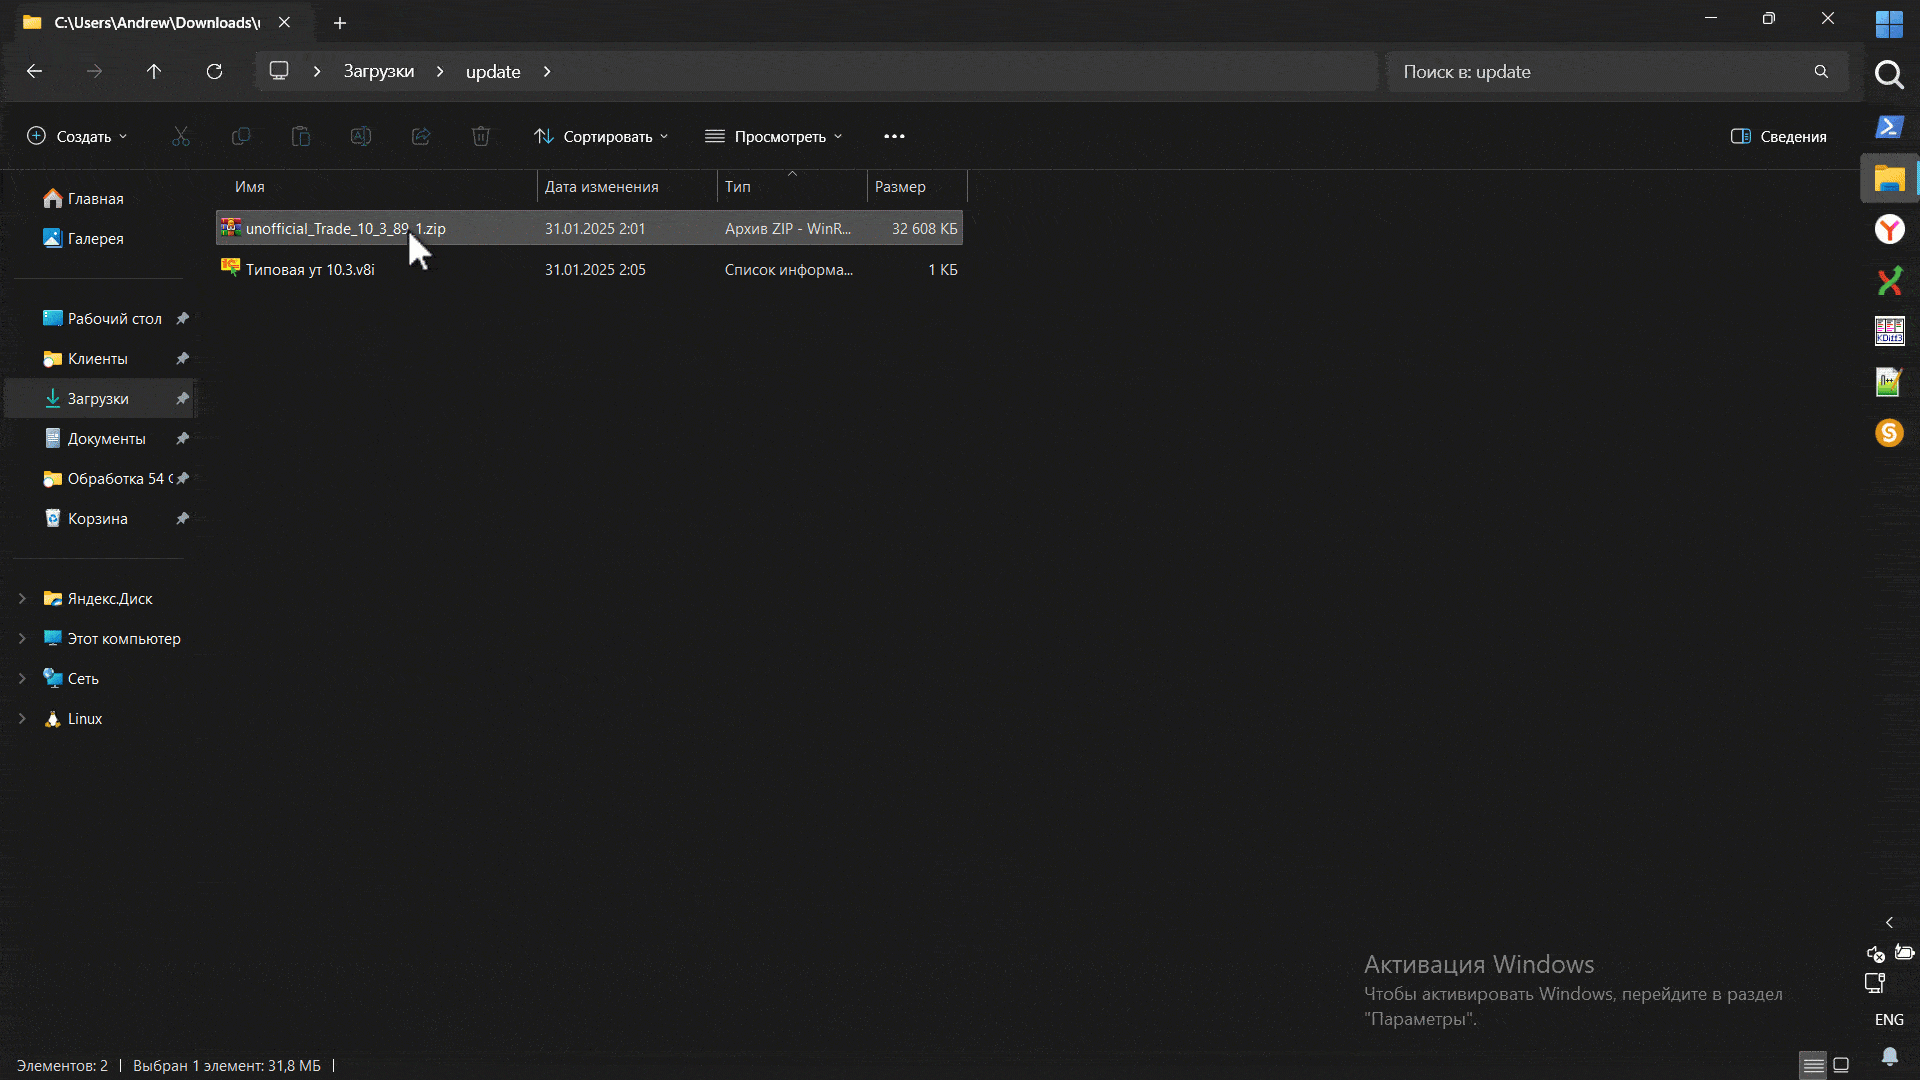 C:\Users\Andrew\Downloads\
Загрузки
update
Поиск в: update
Создать
Сортировать
Просмотреть
Сведения
Имя
Дата изменения
Тип
Размер
unofficial_Trade_10_3_89_1.zip
31.01.2025 2:01
Архив ZIP - WinR...
32 608 КБ
Типовая ут 10.3.v8i
31.01.2025 2:05
Список информа...
1 КБ
Главная
Галерея
Рабочий стол
Клиенты
Загрузки
Документы
Обработка 54
Корзина
Яндекс.Диск
Этот компьютер
Сеть
Linux
KDiff3
Активация Windows
Чтобы активировать Windows, перейдите в раздел
"Параметры".
ENG
Элементов: 2
Выбран 1 элемент: 31,8 МБ